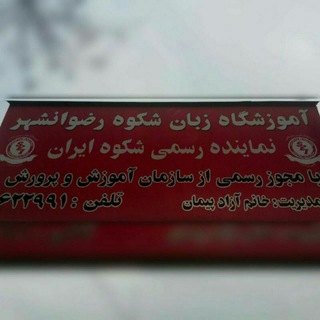 آموزشگاه زبان شکوه رضوانشهر
نماینده رسمی شکوه ایران
با مجوز رسمی از سازمان آموزش و پرورش
مدیریت: خانم آزاد پیمان تلفن: ۴۶۲۲۹۹۱